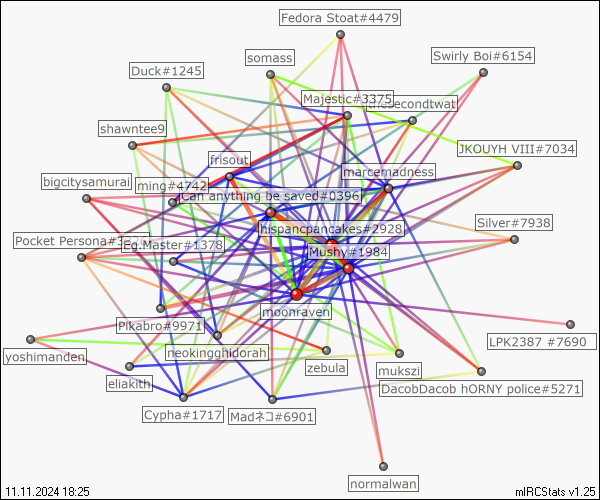 Fedora Stoat#4479
Swirly Boi#6154
somass
Duck#1245
Majestic#3375
thesecondtwat
shawntee9
JKOUYH VIII#7034
frisout
marcemadness
bigcitysamurai
ming#4742
Can anything be saved#0396
Silver#7938
hispancpancakes#2928
Pocket Persona#
Eg.Master#1378
Mushy#1984
moonraven
Pikabro#9971
LPK2387 #7690
neokingghidorah
yoshimanden
zebula
mukszi
eliakith
DacobDacob hORNY police#5271
Cypha#1717
Madネコ#6901
normalwan
11.11.2024 18:25
mIRCStats v1.25